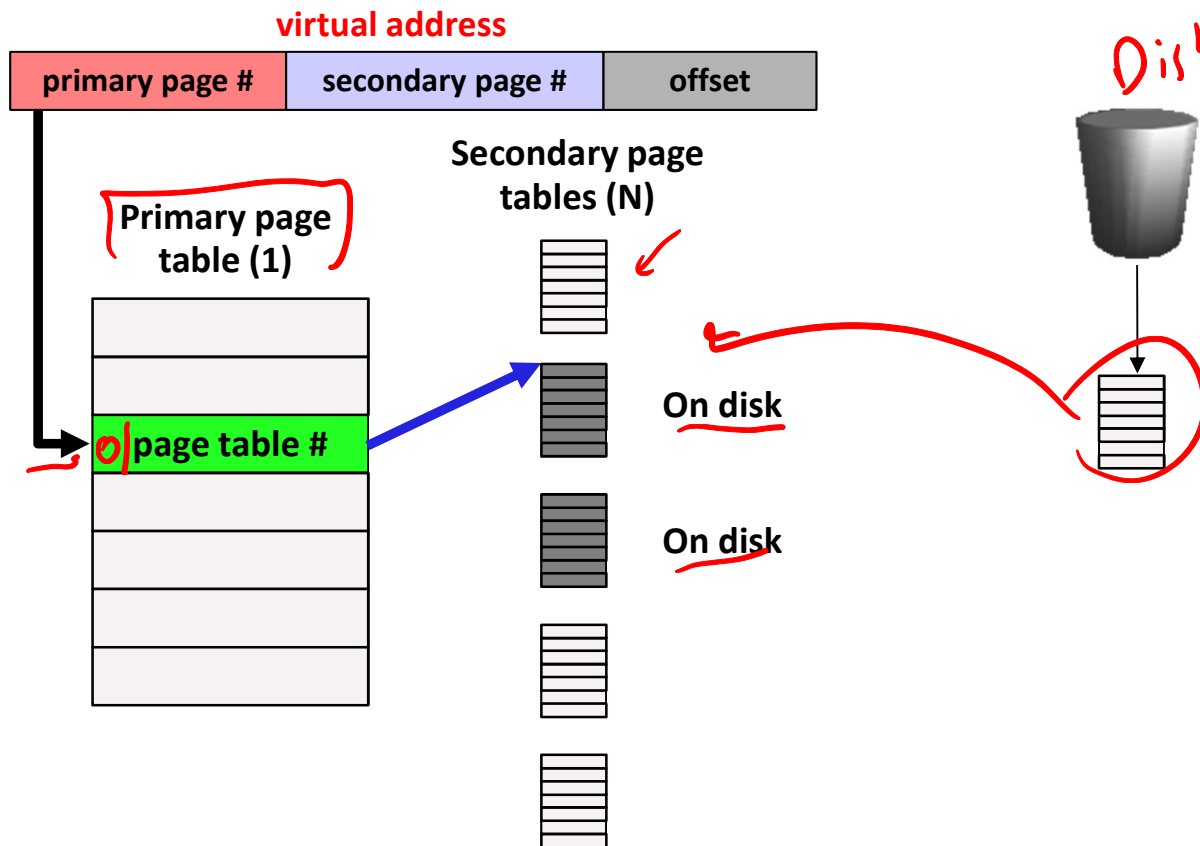 virtual address
primary page # secondary page # offset
Secondary page
tables (N)
Primary page
table (1)
0 page table #
On disk
On disk